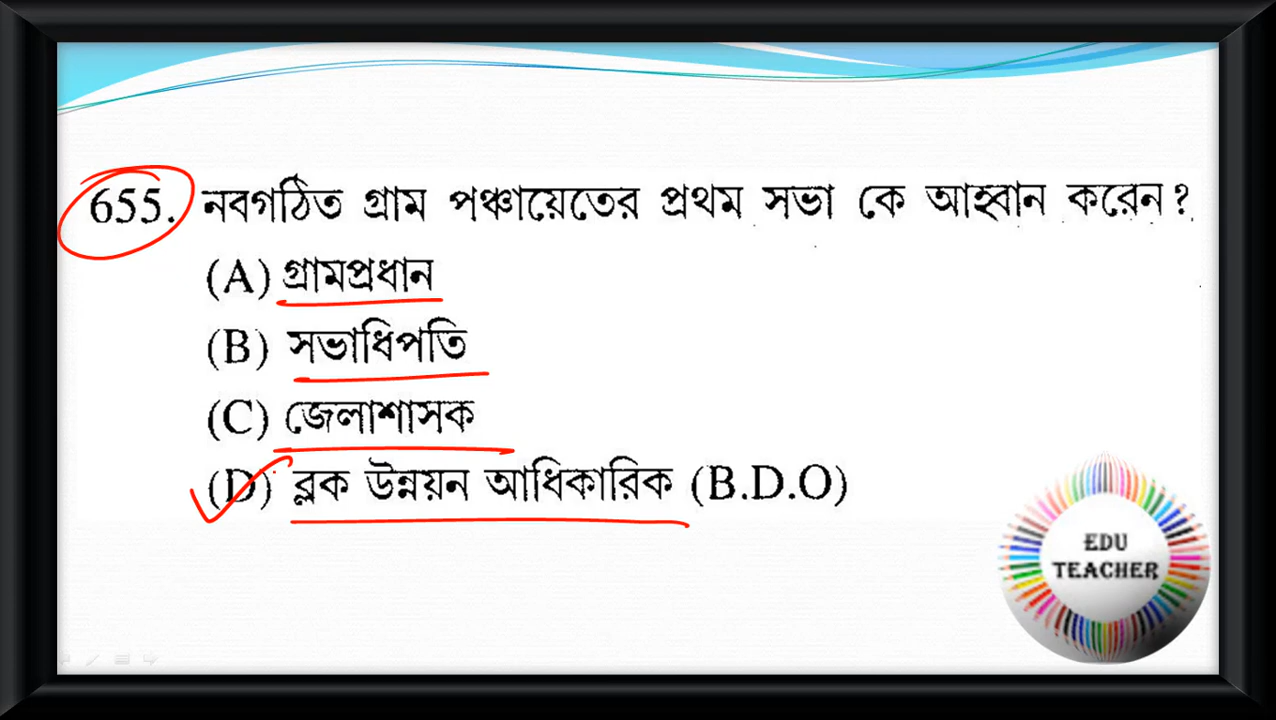 655. নবগঠিত গ্রাম পঞ্চায়েতের প্রথম সভা কে আহ্বান করেন?
(A) গ্রামপ্রধান
(B) সভাধিপতি
(C) জেলাশাসক
(D) ব্লক উন্নয়ন আধিকারিক (B.D.O)
EDU
TEACHER